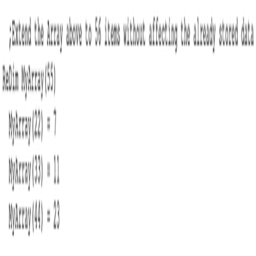 ;Extend the Array above to 56 items without affecting the already stored data
ReDim MyArray(55)
MyArray(22) = 7
MyArray(33) = 11
MyArray(44) = 23